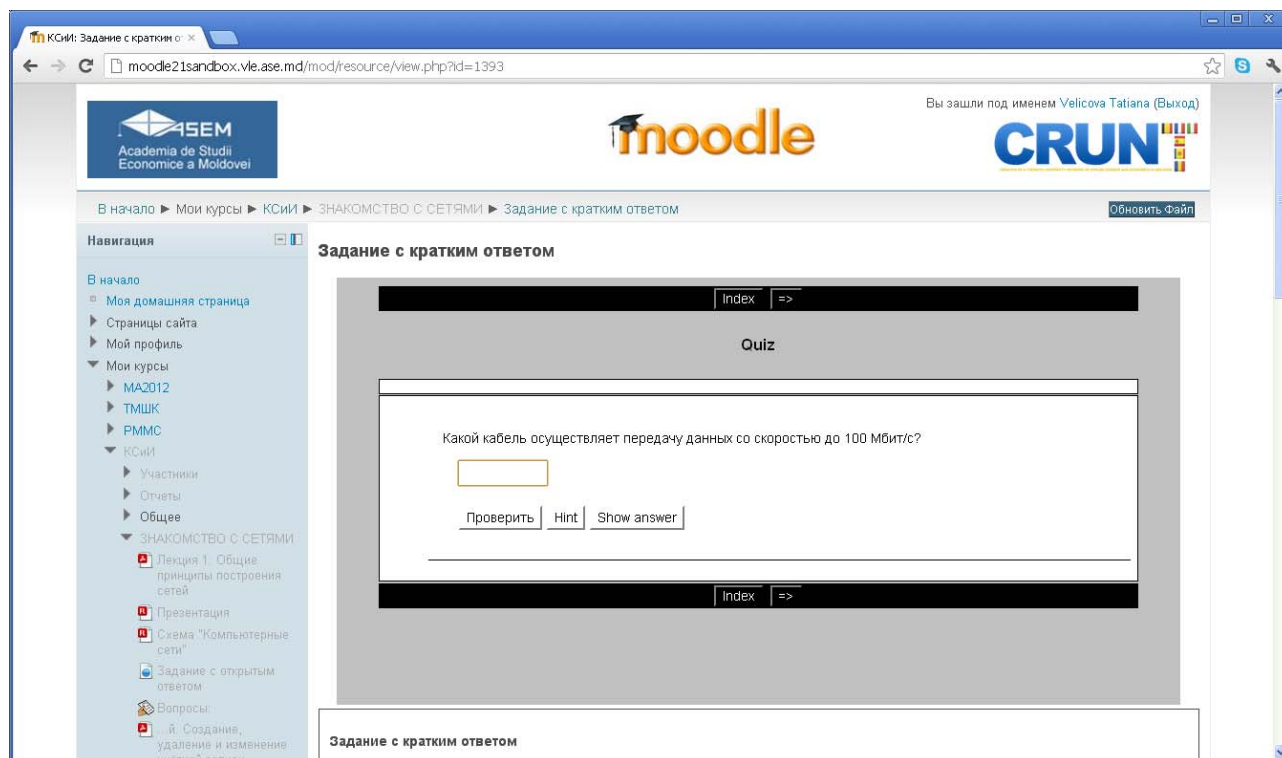 КСиИ: Задание с кратким о
moodle21sandbox.vle.ase.md/mod/resource/view.php?id=1393
Вы зашли под именем Velicova Tatiana (Выход)
ASEM
Academia de Studii
Economice a Moldovei
moodle
CRUNT
В начало ► Мои курсы ► КСиИ ► ЗНАКОМСТВО С СЕТЯМИ ► Задание с кратким ответом
Обновить Файл
Навигация
В начало
Моя домашняя страница
Страницы сайта
Мой профиль
Мои курсы
MA2012
ТМШК
PMMC
КСиИ
Участники
Отчеты
Общее
ЗНАКОМСТВО С СЕТЯМИ
Лекция 1. Общие
принципы построения
сетей
Презентация
Схема "Компьютерные
сети"
Задание с открытым
ответом
Вопросы:
...й: Создание,
удаление и изменение
Задание с кратким ответом
Index =>
Quiz
Какой кабель осуществляет передачу данных со скоростью до 100 Мбит/с?
Проверить Hint Show answer
Index =>
Задание с кратким ответом